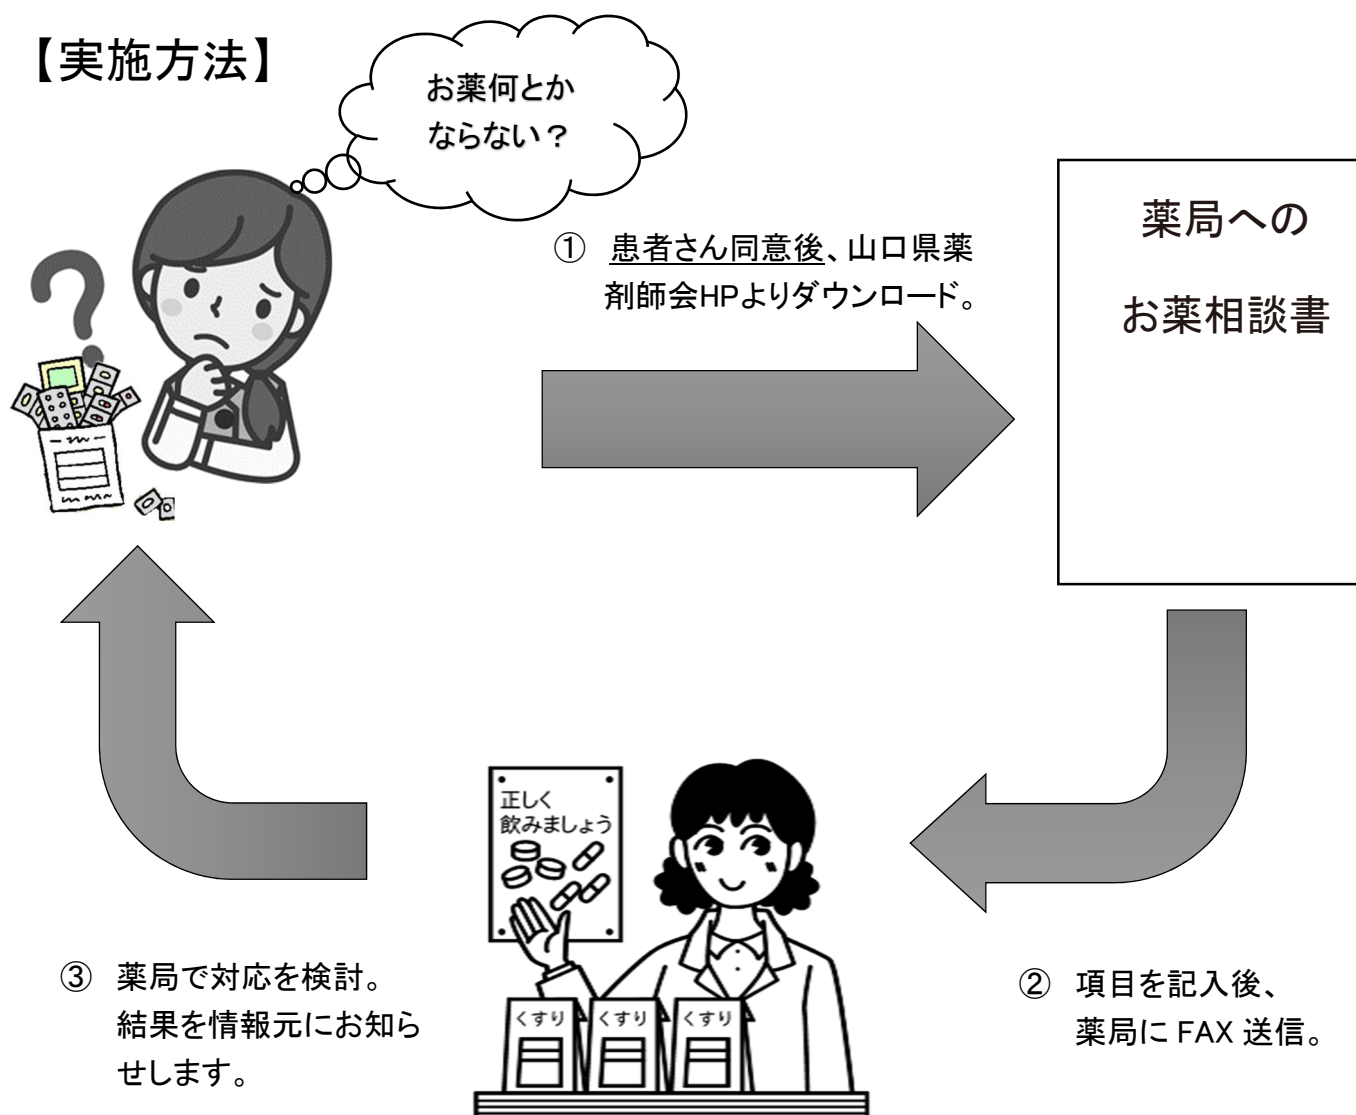 【実施方法】
お薬何とか
ならない？
① 患者さん同意後、山口県薬
剤師会HPよりダウンロード。
薬局への
お薬相談書
正しく
飲みましょう
くすり
くすり
くすり
② 項目を記入後、
薬局に FAX 送信。
③ 薬局で対応を検討。
結果を情報元にお知ら
せします。